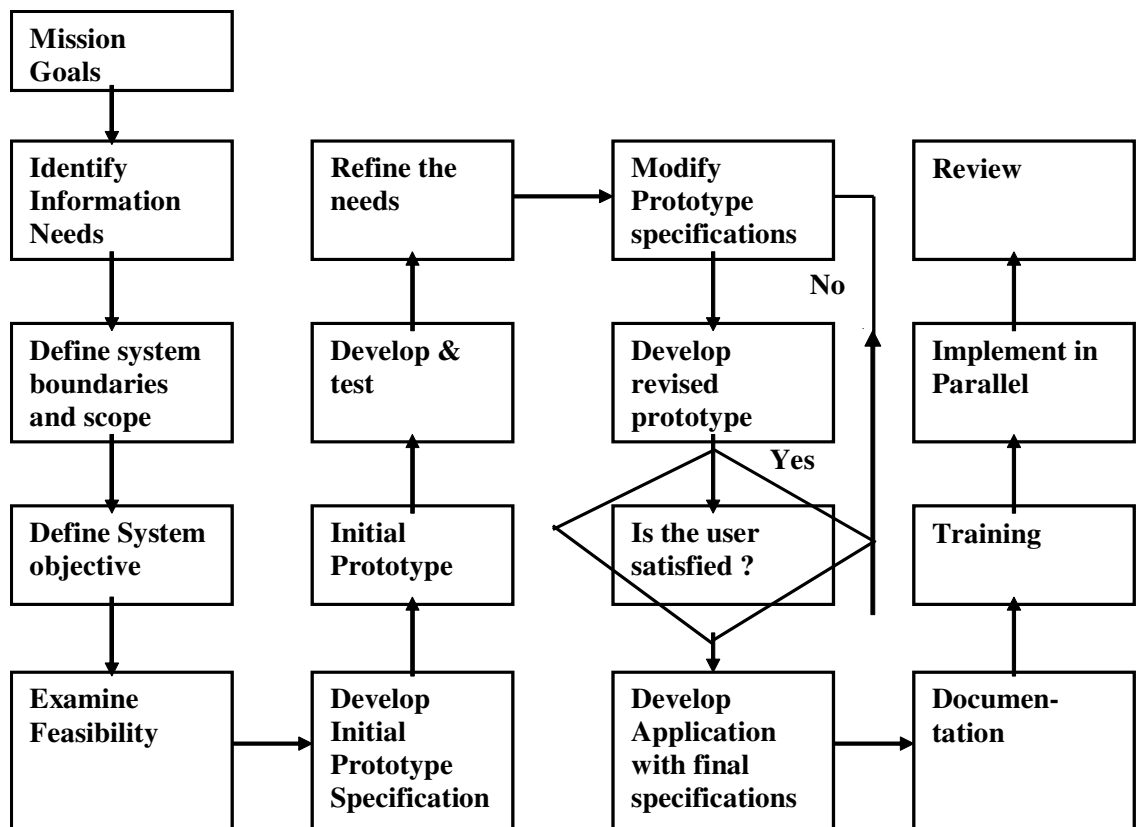 Mission
Goals
Identify
Information
Needs
Define system
boundaries
and scope
Define System
objective
Examine
Feasibility
Develop
Initial
Prototype
Specification
Initial
Prototype
Develop &
test
Refine the
needs
Modify
Prototype
specifications
No
Develop
revised
prototype
Yes
Is the user
satisfied ?
Develop
Application
with final
specifications
Documen-
tation
Training
Implement in
Parallel
Review